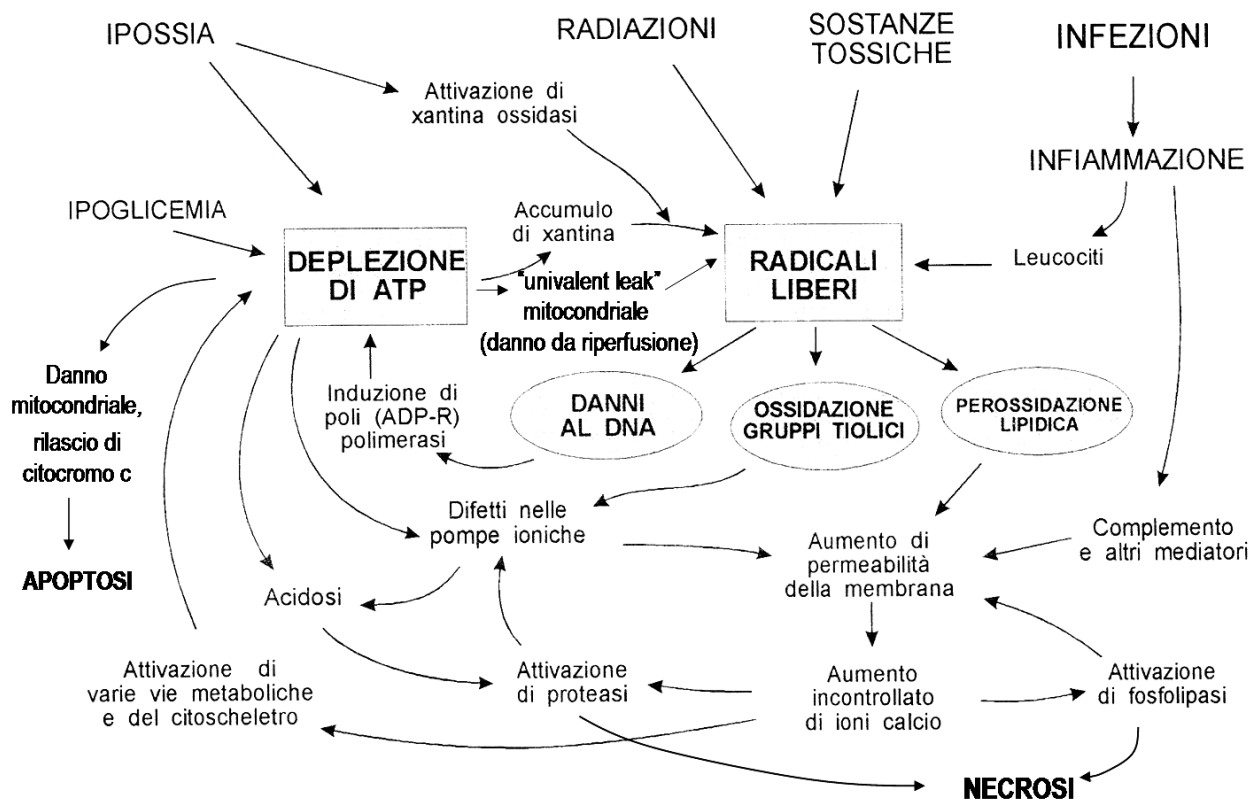 IPOSSIA
RADIAZIONI
SOSTANZE
TOSSICHE
INFEZIONI
Attivazione di
xantina ossidasi
INFIAMMAZIONE
IPOGLICEMIA
Accumulo
di xantina
DEPLEZIONE
DI ATP
"univalent leak"
mitocondriale
(danno da riperfusione)
RADICALI
LIBERI
Leucociti
Danno
mitocondriale,
rilascio di
citocromo c
Induzione di
poli (ADP-R)
polimerasi
DANNI
AL DNA
OSSIDAZIONE
GRUPPI TIOLICI
PEROSSIDAZIONE
LIPIDICA
Difetti nelle
pompe ioniche
Aumento di
permeabilità
della membrana
Complemento
e altri mediatori
APOPTOSI
Acidosi
Attivazione di
varie vie metaboliche
e del citoscheletro
Attivazione
di proteasi
Aumento
incontrollato
di ioni calcio
Attivazione
di fosfolipasi
NECROSI